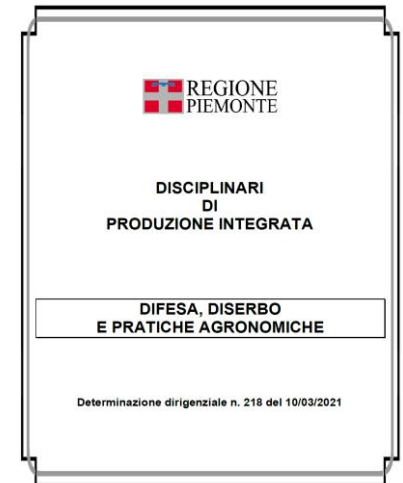 REGIONE
PIEMONTE
DISCIPLINARI
DI
PRODUZIONE INTEGRATA
DIFESA, DISERBO
E PRATICHE AGRONOMICHE
Determinazione dirigenziale n. 218 del 10/03/2021